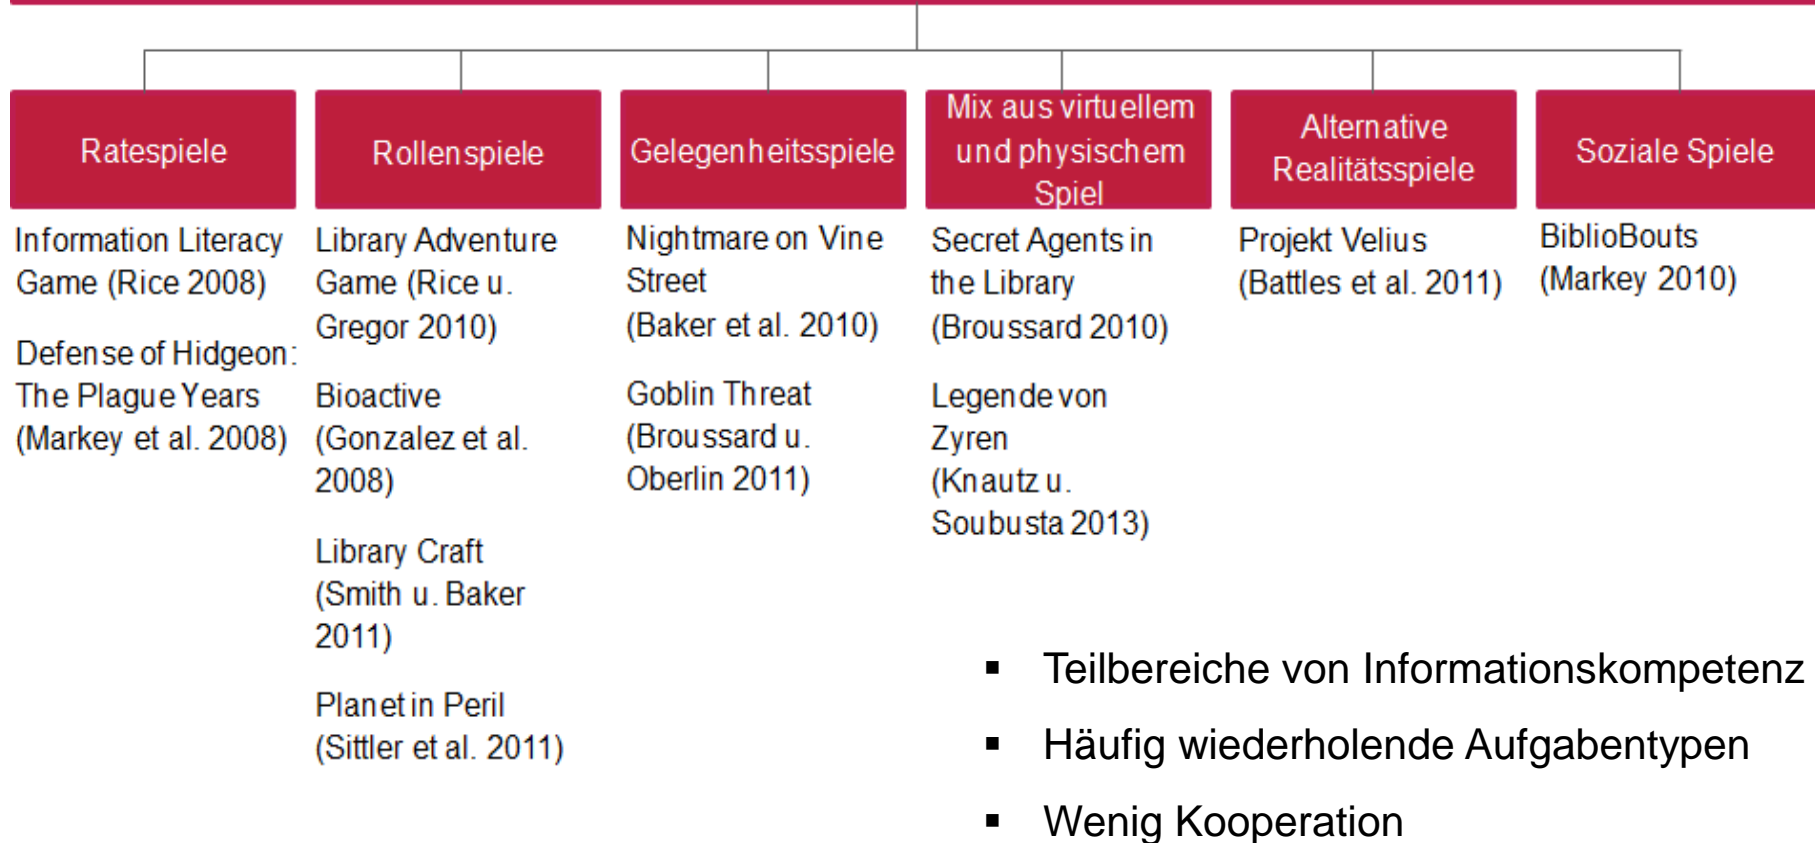 Ratespiele
Information Literacy
Game (Rice 2008)
Defense of Hidgeon:
The Plague Years
(Markey et al. 2008)
Rollenspiele
Library Adventure
Game (Rice u.
Gregor 2010)
Bioactive
(Gonzalez et al.
2008)
Library Craft
(Smith u. Baker
2011)
Planet in Peril
(Sittler et al. 2011)
Gelegenheitsspiele
Nightmare on Vine
Street
(Baker et al. 2010)
Goblin Threat
(Broussard u.
Oberlin 2011)
Mix aus virtuellem
und physischem
Spiel
Secret Agents in
the Library
(Broussard 2010)
Legende von
Zyren
(Knautz u.
Soubusta 2013)
Alternative
Realitätsspiele
Projekt Velius
(Battles et al. 2011)
Soziale Spiele
BiblioBouts
(Markey 2010)
▪ Teilbereiche von Informationskompetenz
▪ Häufig wiederholende Aufgabentypen
▪ Wenig Kooperation